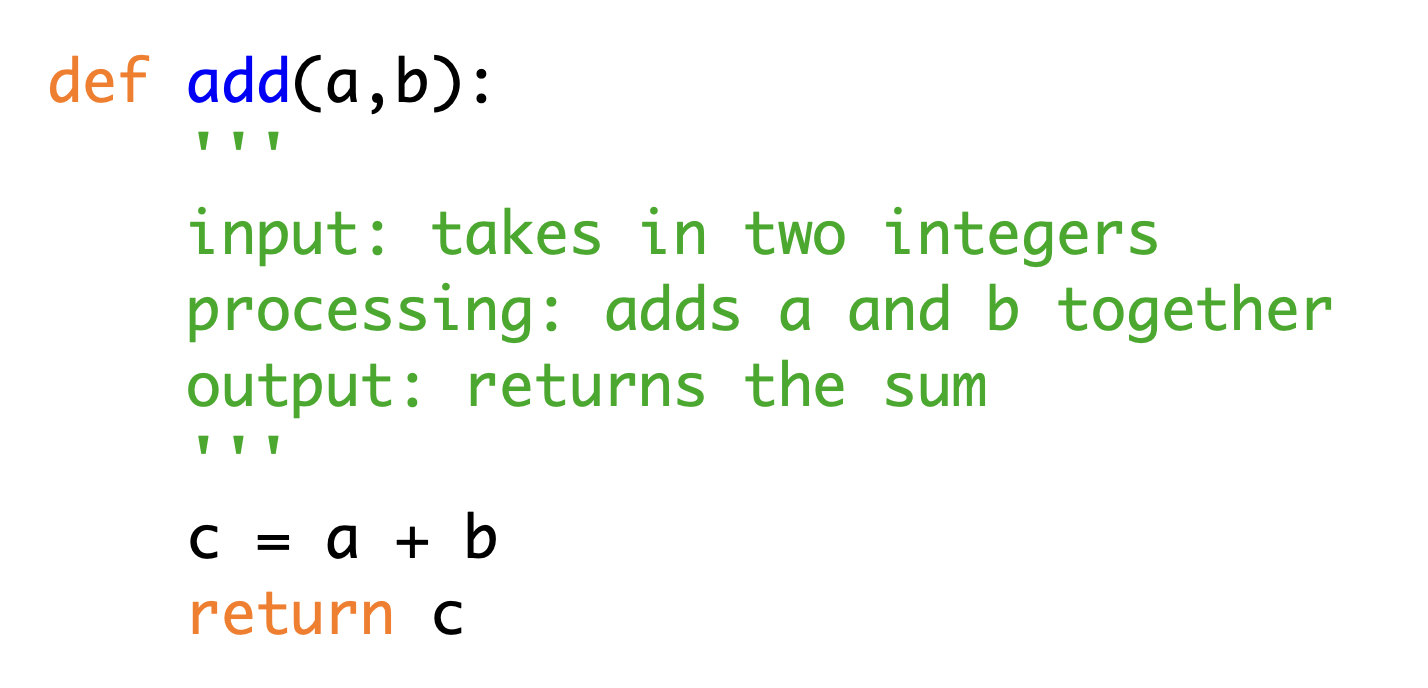 def add(a,b):
    '''
    input: takes in two integers
    processing: adds a and b together
    output: returns the sum
    '''
    c = a + b
    return c